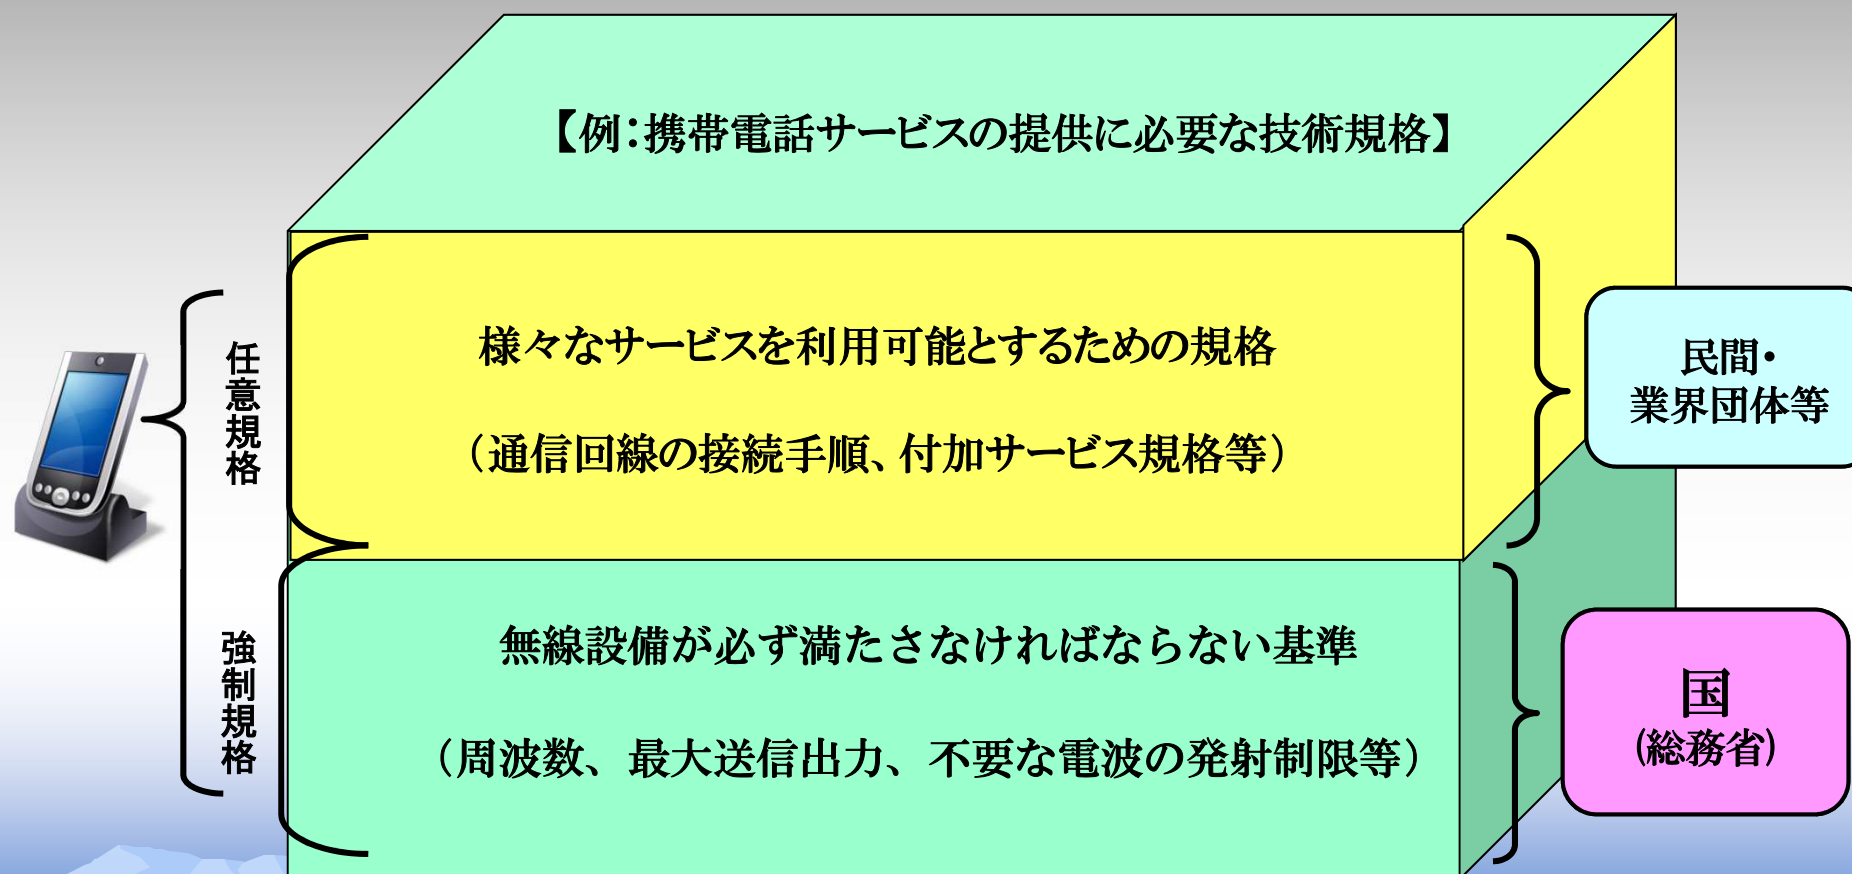 【例：携帯電話サービスの提供に必要な技術規格】
任意規格
様々なサービスを利用可能とするための規格
（通信回線の接続手順、付加サービス規格等）
民間・
業界団体等
強制規格
無線設備が必ず満たさなければならない基準
（周波数、最大送信出力、不要な電波の発射制限等）
国
(総務省)